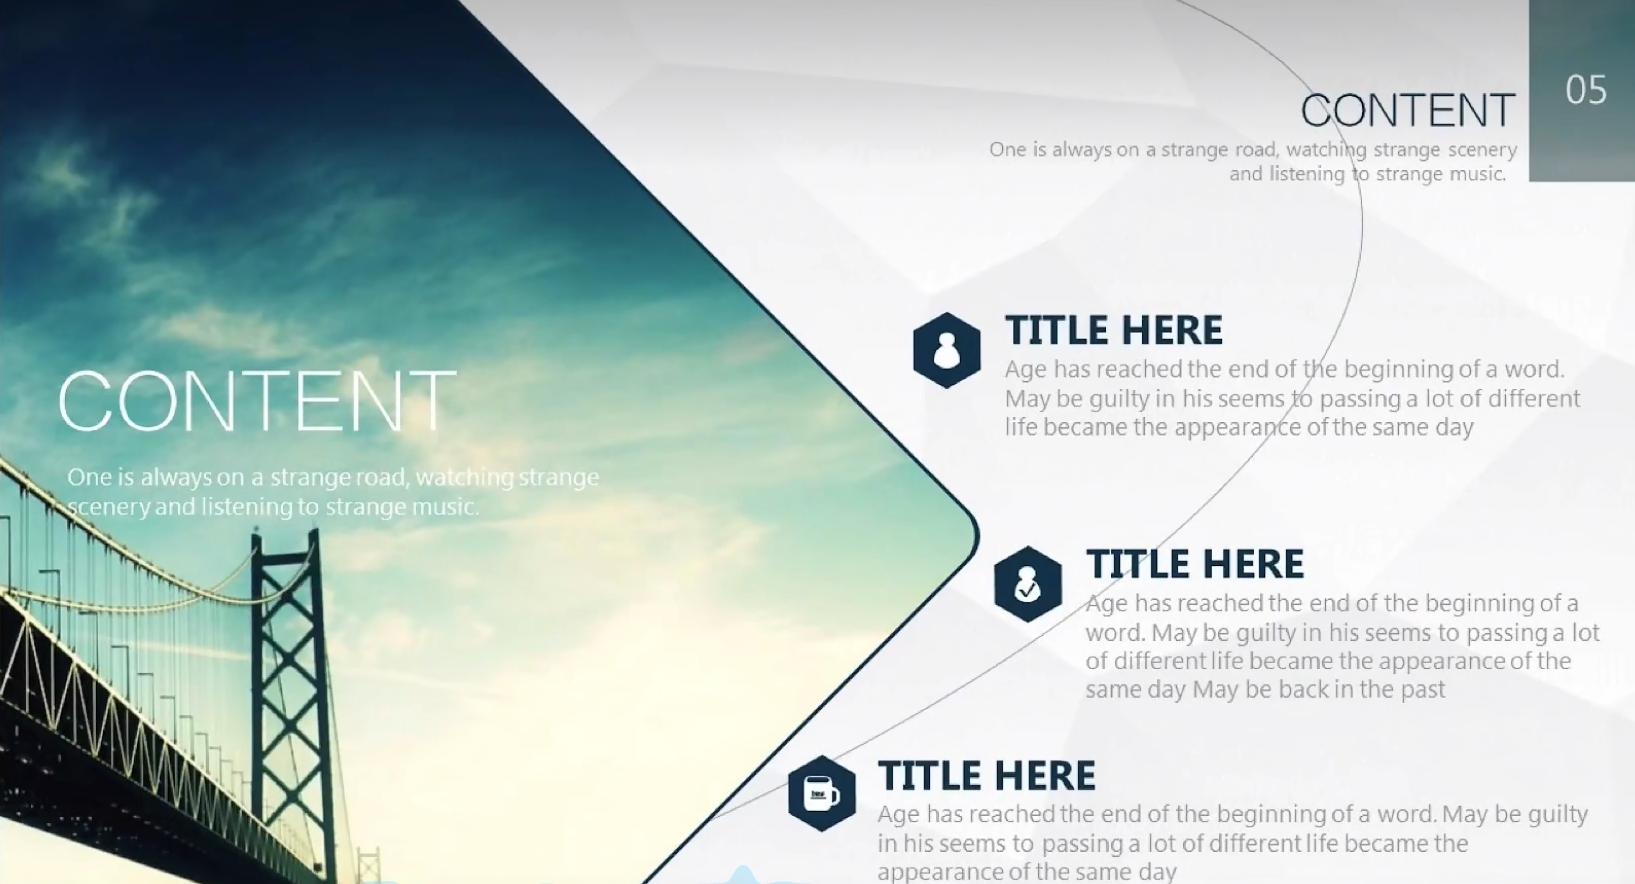 CONTENT
One is always on a strange road, watching strange
scenery and listening to strange music.
05
CONTENT
One is always on a strange road, watching strange scenery
and listening to strange music.
TITLE HERE
Age has reached the end of the beginning of a word.
May be guilty in his seems to passing a lot of different
life became the appearance of the same day
TITLE HERE
Age has reached the end of the beginning of a
word. May be guilty in his seems to passing a lot
of different life became the appearance of the
same day May be back in the past
TITLE HERE
Age has reached the end of the beginning of a word. May be guilty
in his seems to passing a lot of different life became the
appearance of the same day